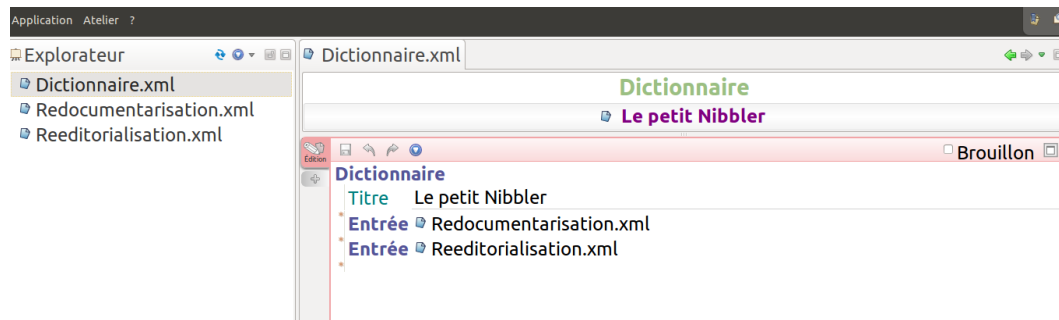 Application Atelier ?
Explorateur
Dictionnaire.xml
Redocumentarisation.xml
Reeditorialisation.xml
Dictionnaire.xml
Dictionnaire
Le petit Nibbler
Édition
Brouillon
Dictionnaire
Titre Le petit Nibbler
Entrée Redocumentarisation.xml
Entrée Reeditorialisation.xml